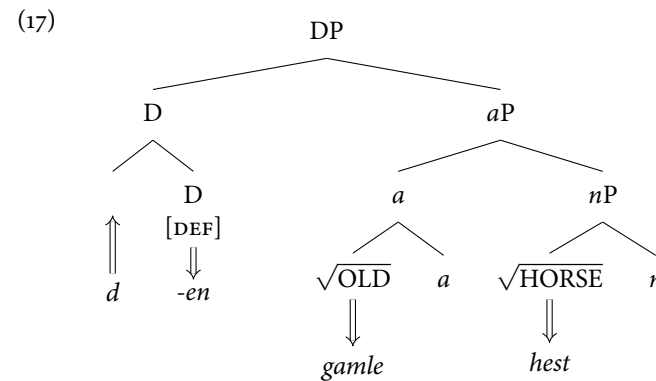 (17)
DP
D aP
D a nP
[DEF]
d -en √OLD a √HORSE
gamle hest